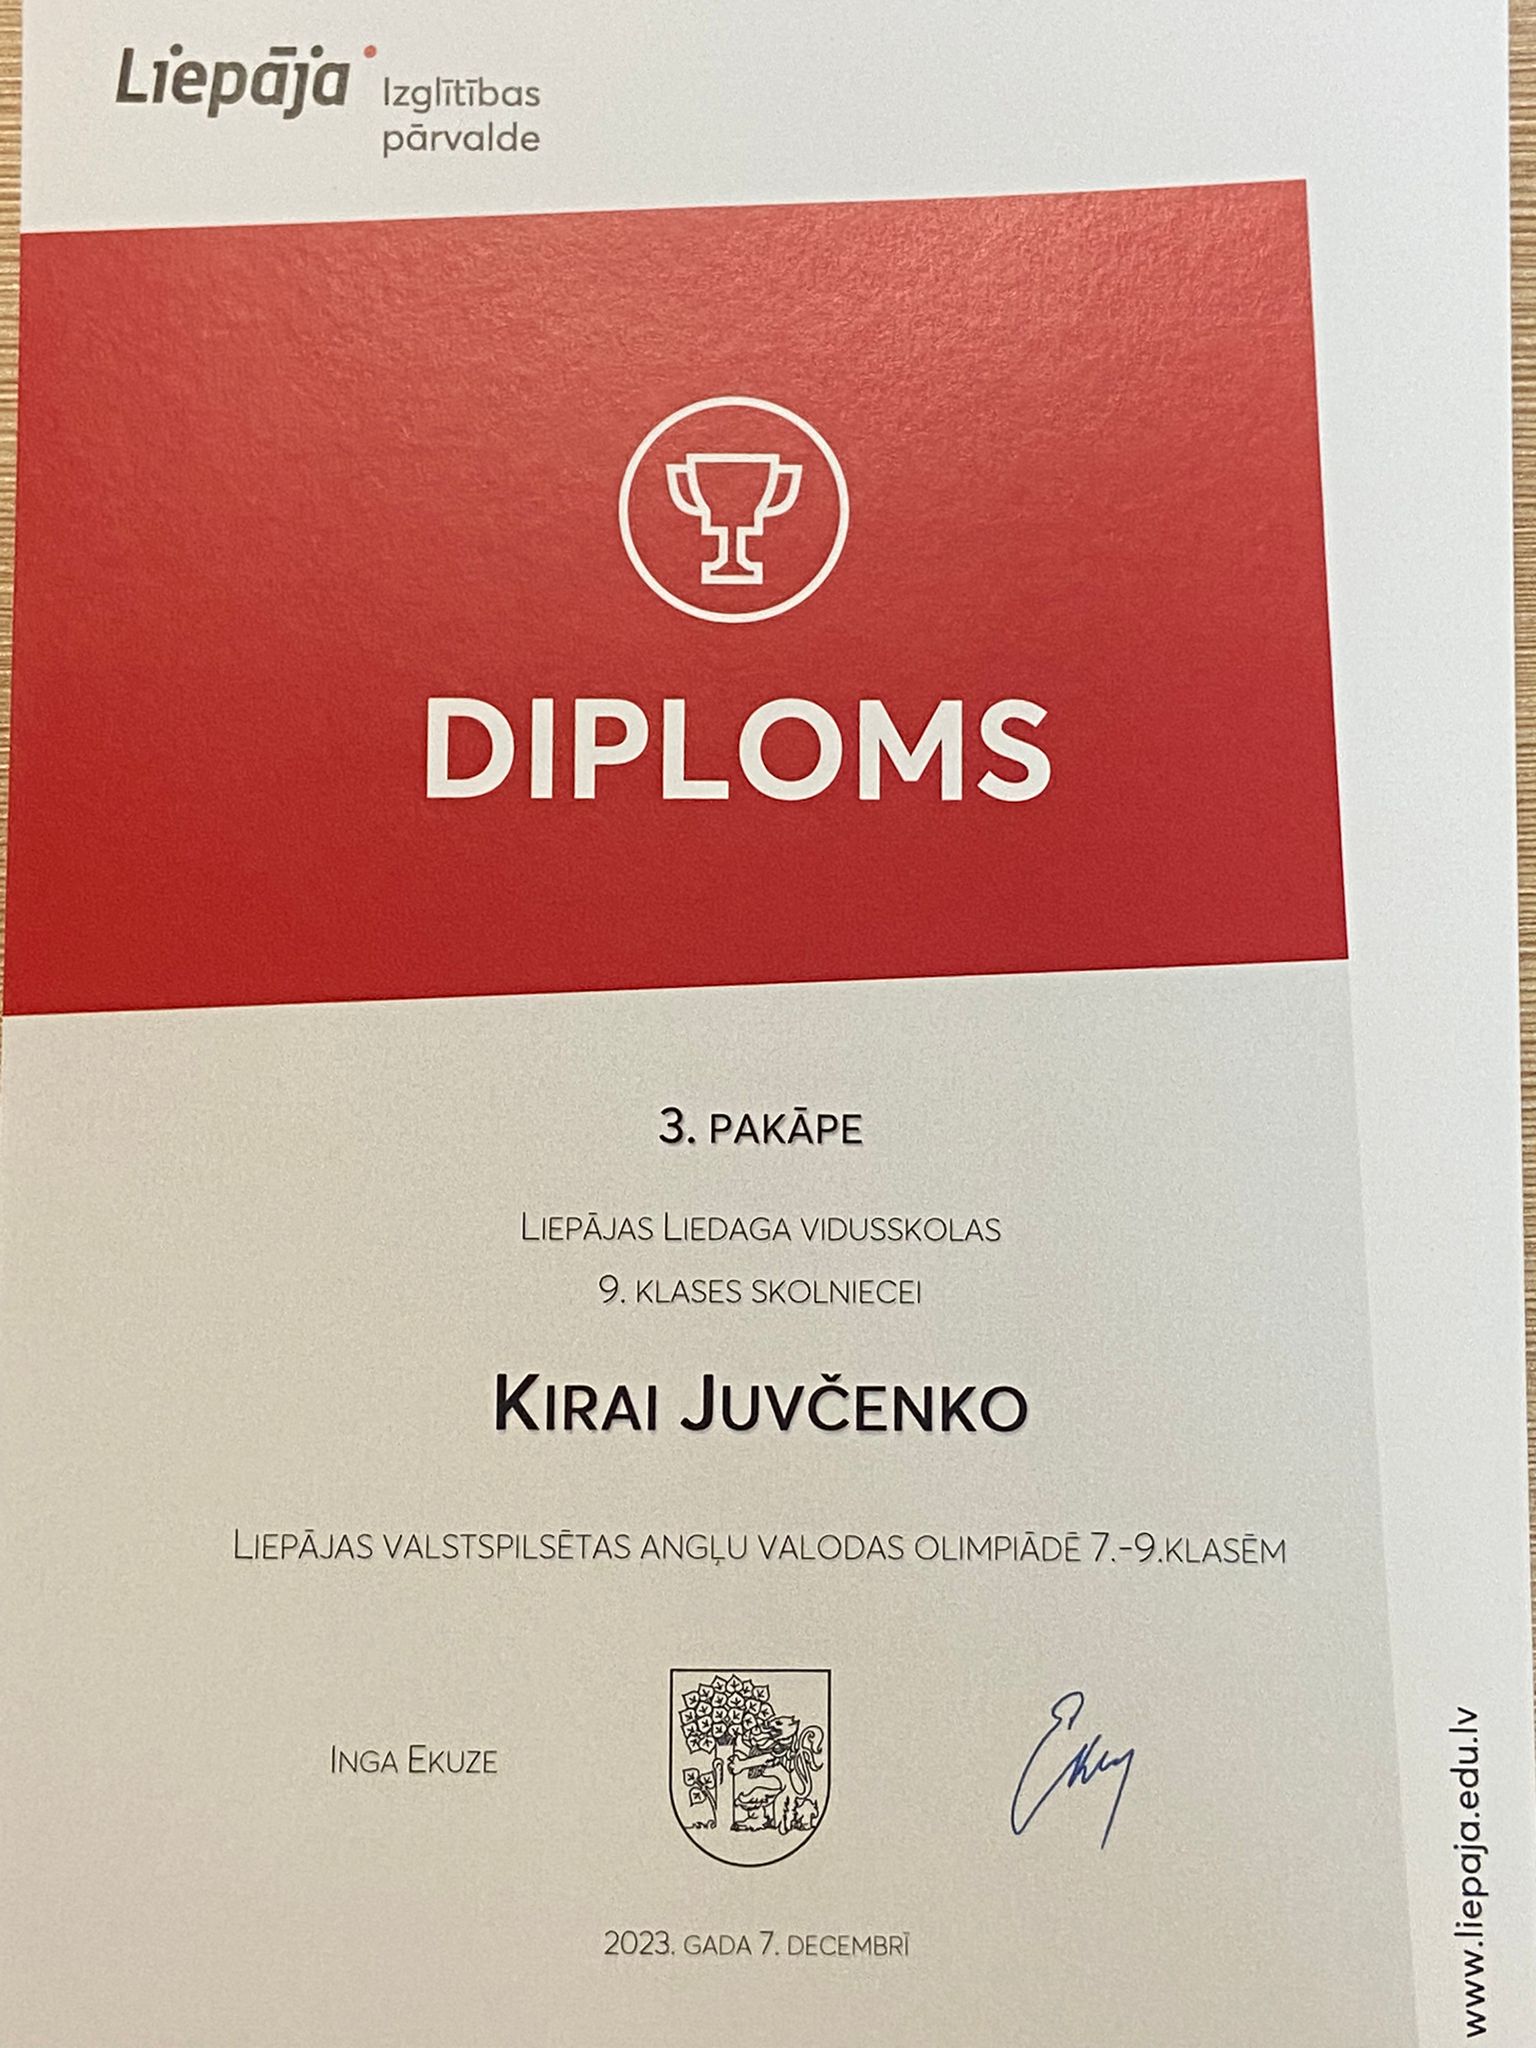 Liepāja
Izglītības
pārvalde
DIPLOMS
3. PAKĀPE
LIEPĀJAS LIEDAGA VIDUSSKOLAS
9. KLASES SKOLNIECEI
KIRAI JUVČENKO
LIEPĀJAS VALSTSPILSĒTAS ANGĻU VALODAS OLIMPIĀDĒ 7.-9.KLASĒM
INGA EKUZE
2023. GADA 7. DECEMBRĪ
www.liepaja.edu.lv